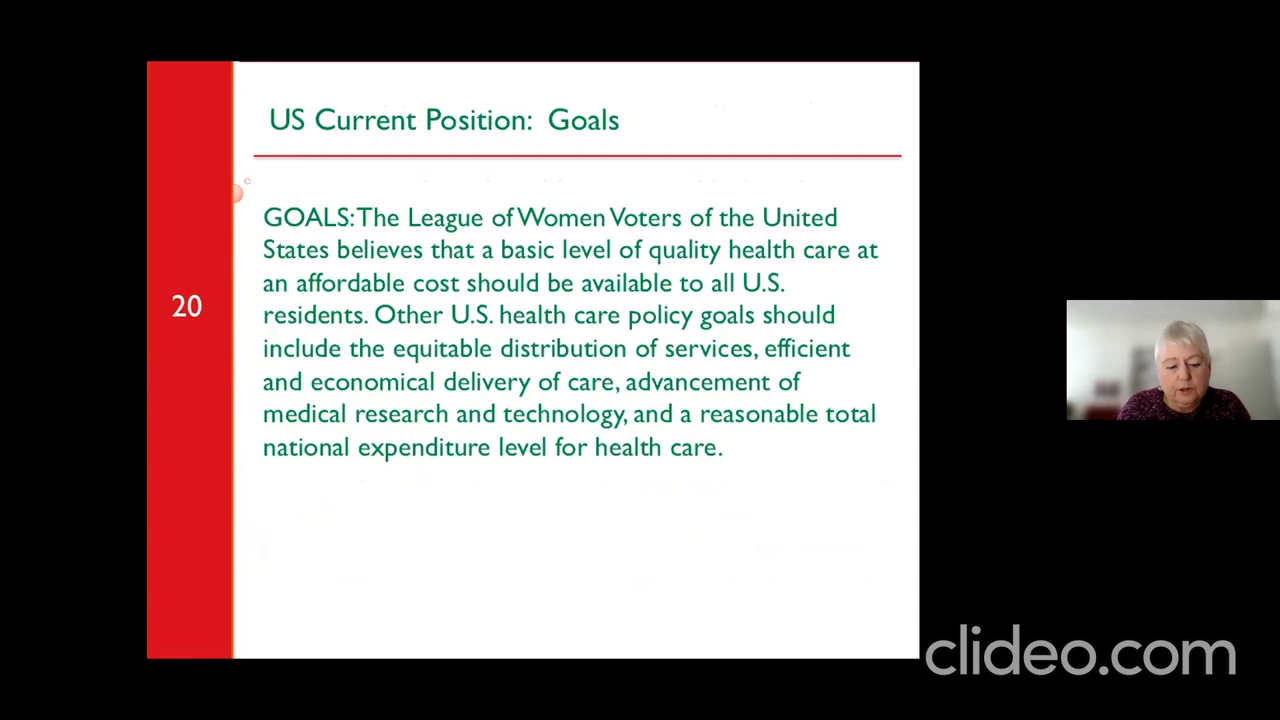 US Current Position: Goals
GOALS: The League of Women Voters of the United
States believes that a basic level of quality health care at
an affordable cost should be available to all U.S.
residents. Other U.S. health care policy goals should
include the equitable distribution of services, efficient
and economical delivery of care, advancement of
medical research and technology, and a reasonable total
national expenditure level for health care.
20
clideo.com